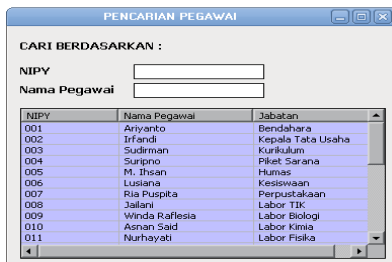 PENCARIAN PEGAWAI
CARI BERDASARKAN :
NIPY
Nama Pegawai
NIPY Nama Pegawai Jabatan
001 Ariyanto Bendahara
002 Irfandi Kepala Tata Usaha
003 Sudirman Kurikulum
004 Suripno Piket Sarana
005 M. Ihsan Humas
006 Lusiana Kesiswaan
007 Ria Puspita Perpustakaan
008 Jailani Labor TIK
009 Winda Raflesia Labor Biologi
010 Asnan Said Labor Kimia
011 Nurhayati Labor Fisika